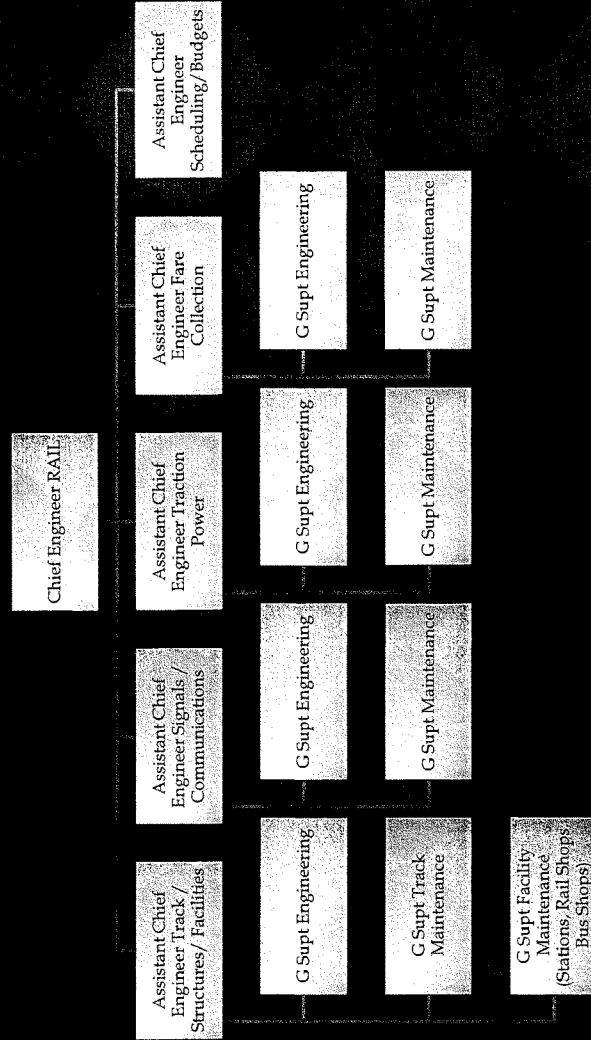 Chief Engineer RAIL
Assistant Chief
Engineer Track /
Structures/ Facilities
Assistant Chief
Engineer Signals /
Communications
Assistant Chief
Engineer Traction
Power
Assistant Chief
Engineer Fare
Collection
Assistant Chief
Engineer
Scheduling/Budgets
G Supt Engineering
G Supt Engineering
G Supt Engineering
G Supt Engineering
G Supt Track
Maintenance
G Supt Maintenance
G Supt Maintenance
G Supt Maintenance
G Supt Facility
Maintenance
(Stations, Rail Shops
Bus Shops)